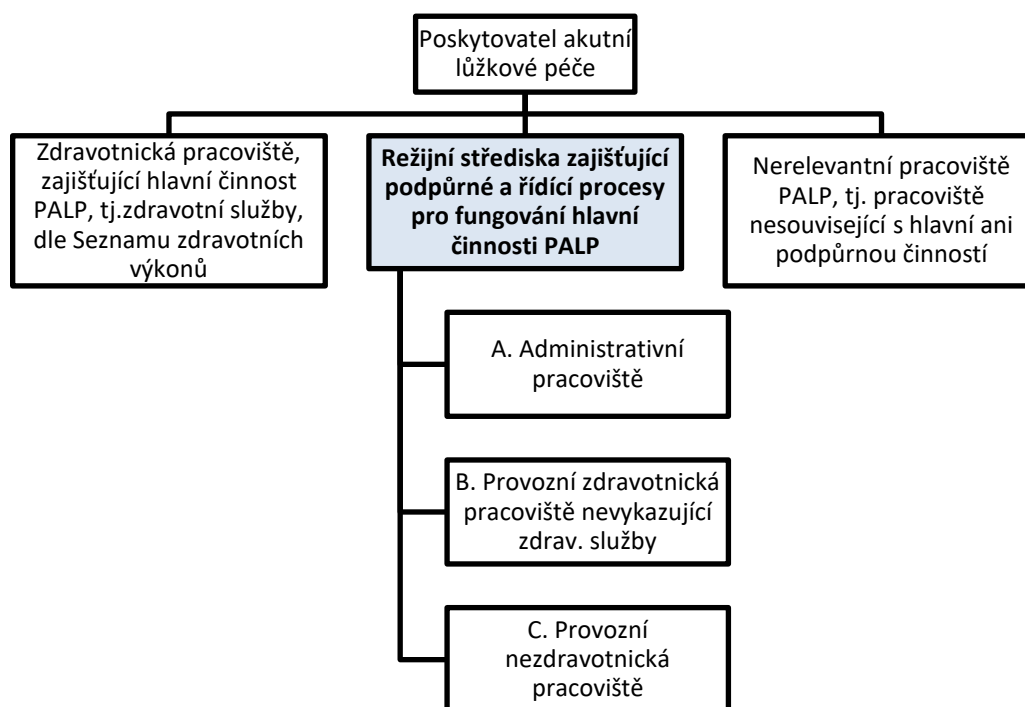 Poskytovatel akutní
lůžkové péče
Zdravotnická pracoviště,
zajišťující hlavní činnost
PALP, tj.zdravotní služby,
dle Seznamu zdravotních
výkonů
Režijní střediska zajišťující
podpůrné a řídící procesy
pro fungování hlavní
činnosti PALP
Nerelevantní pracoviště
PALP, tj. pracoviště
nesouvisející s hlavní ani
podpůrnou činností
A. Administrativní
pracoviště
B. Provozní zdravotnická
pracoviště nevykazující
zdrav. služby
C. Provozní
nezdravotnická
pracoviště